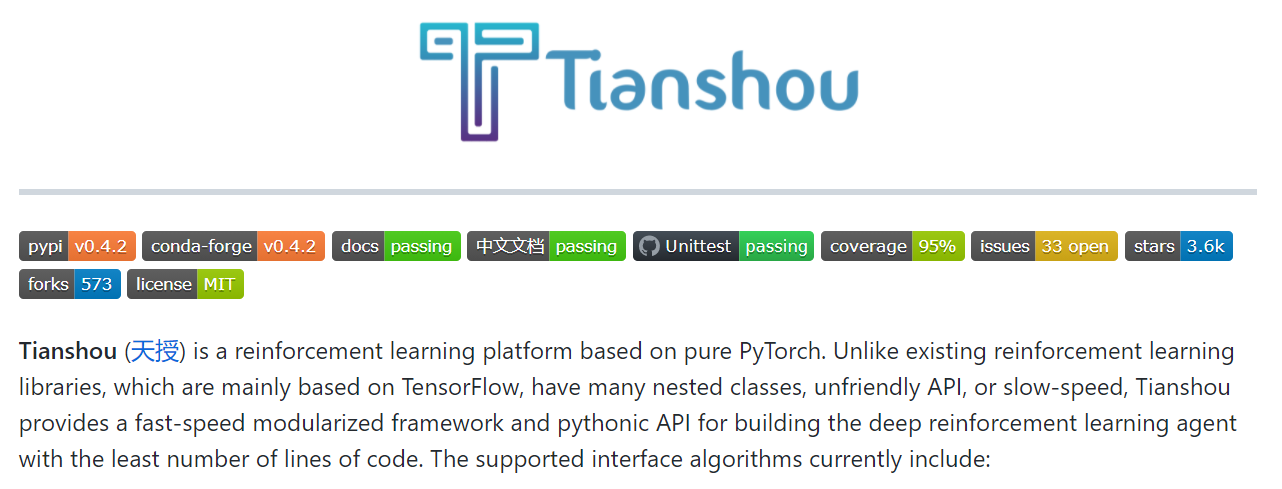 Tianshou
pypi v0.4.2 conda-forge v0.4.2 docs passing 中文文档 passing Unittest passing coverage 95% issues 33 open stars 3.6k
forks 573 license MIT
Tianshou (天授) is a reinforcement learning platform based on pure PyTorch. Unlike existing reinforcement learning
libraries, which are mainly based on TensorFlow, have many nested classes, unfriendly API, or slow-speed, Tianshou
provides a fast-speed modularized framework and pythonic API for building the deep reinforcement learning agent
with the least number of lines of code. The supported interface algorithms currently include: